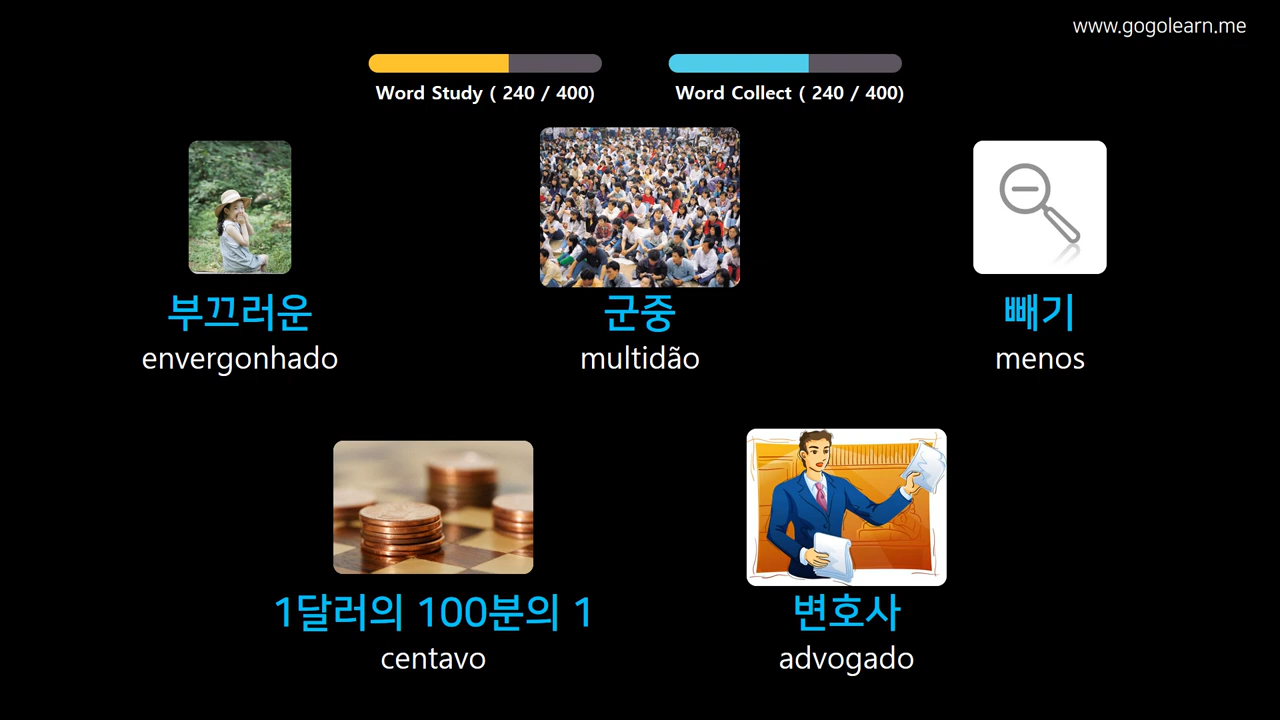 www.gogolearn.me
Word Study ( 240 / 400)
Word Collect ( 240 / 400)
부끄러운
envergonhado
군중
multidão
빼기
menos
1달러의 100분의 1
centavo
변호사
advogado